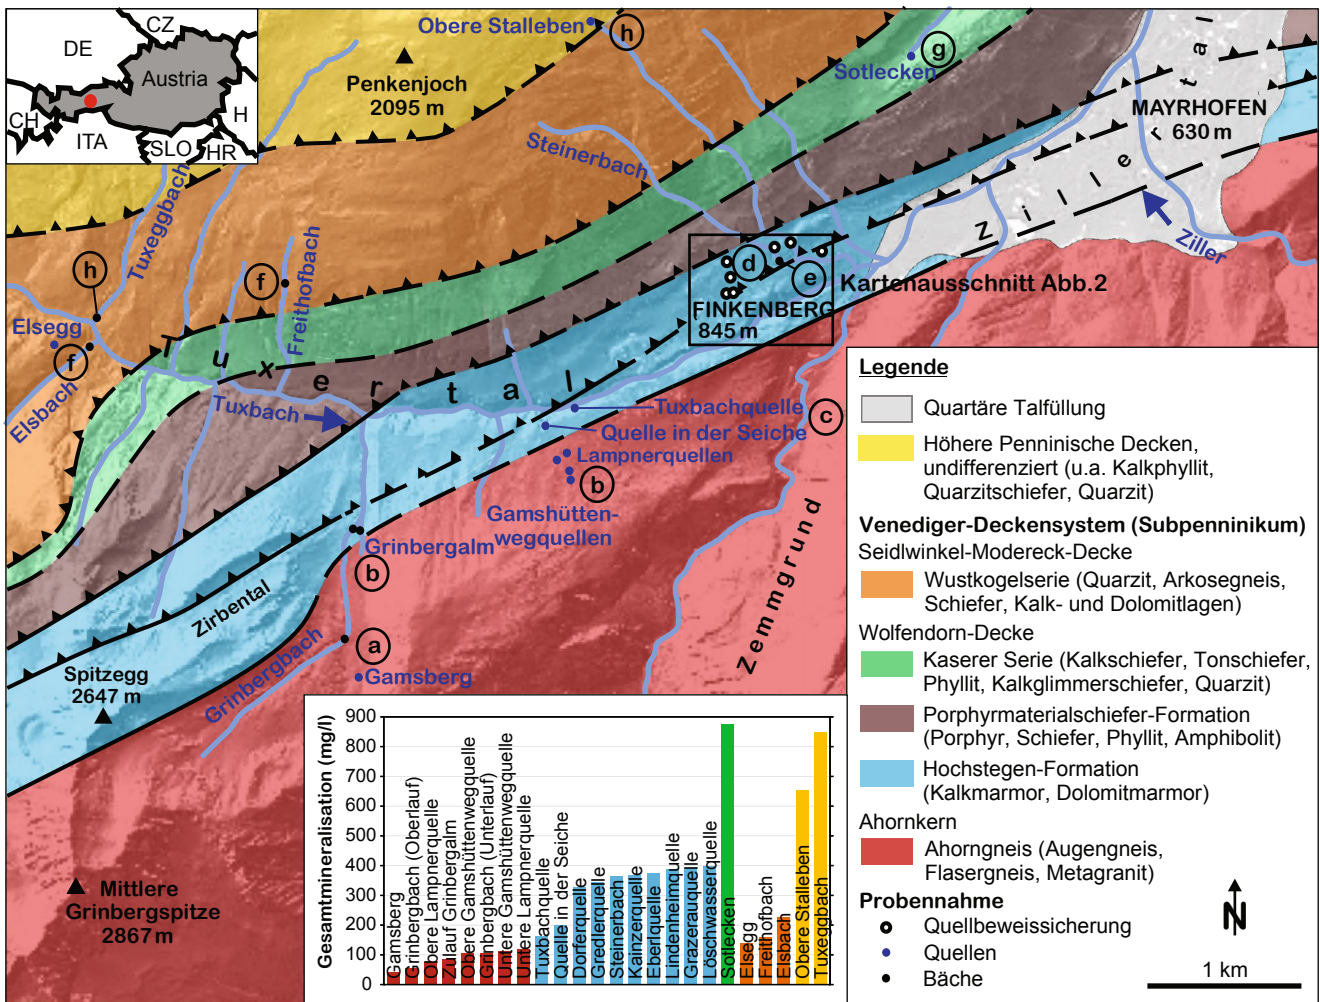 CZ
DE
Austria
CH
ITA
SLO
HR
H
Obere Stalleben
h
Penkenjoch
2095 m
g
Sotlecken
Steinerbach
MAYRHOFEN
630 m
Zillertal
Ziller
Tuxeggbach
h
f
Freithofbach
Elsegg
f
Elsbach
Tuxertal
Tuxbach
d
e
Kartenausschnitt Abb.2
FINKENBERG
845 m
Tuxbachquelle
Quelle in der Seiche
Lampnerquellen
b
Gamshütten-
wegquellen
c
Zemmgrund
Grinbergalm
b
Zirbental
a
Gamsberg
Grinbergbach
Spitzegg
2647 m
Mittlere
Grinbergspitze
2867 m
Gesamtmineralisation (mg/l)
900
800
700
600
500
400
300
200
100
0
Gamsberg
Grinbergbach (Oberlauf)
Obere Lampnerquelle
Zulauf Grinbergalm
Obere Gamshüttenwegquelle
Grinbergbach (Unterlauf)
Untere Gamshüttenwegquelle
Untere Lampnerquelle
Tuxbachquelle
Quelle in der Seiche
Dorferquelle
Gredlerquelle
Steinerbach
Kainzerquelle
Eberlquelle
Lindenheimquelle
Grazerauquelle
Loschwasserquelle
Sotlecken
Elsegg
Freithofbach
Elsbach
Obere Stalleben
Tuxegbach
Legende
Quartäre Talfüllung
Höhere Penninische Decken,
undifferenziert (u.a. Kalkphyllit,
Quarzitschiefer, Quarzit)
Venediger-Deckensystem (Subpenninikum)
Seidlwinkel-Modereck-Decke
Wustkogelserie (Quarzit, Arkosegneis,
Schiefer, Kalk- und Dolomitlagen)
Wolfendorn-Decke
Kaserer Serie (Kalkschiefer, Tonschiefer,
Phyllit, Kalkglimmerschiefer, Quarzit)
Porphyrmaterialschiefer-Formation
(Porphyr, Schiefer, Phyllit, Amphibolit)
Hochstegen-Formation
(Kalkmarmor, Dolomitmarmor)
Ahornkern
Ahorngneis (Augengneis,
Flasergneis, Metagranit)
Probennahme
Quellbeweissicherung
Quellen
Bäche
N
1 km